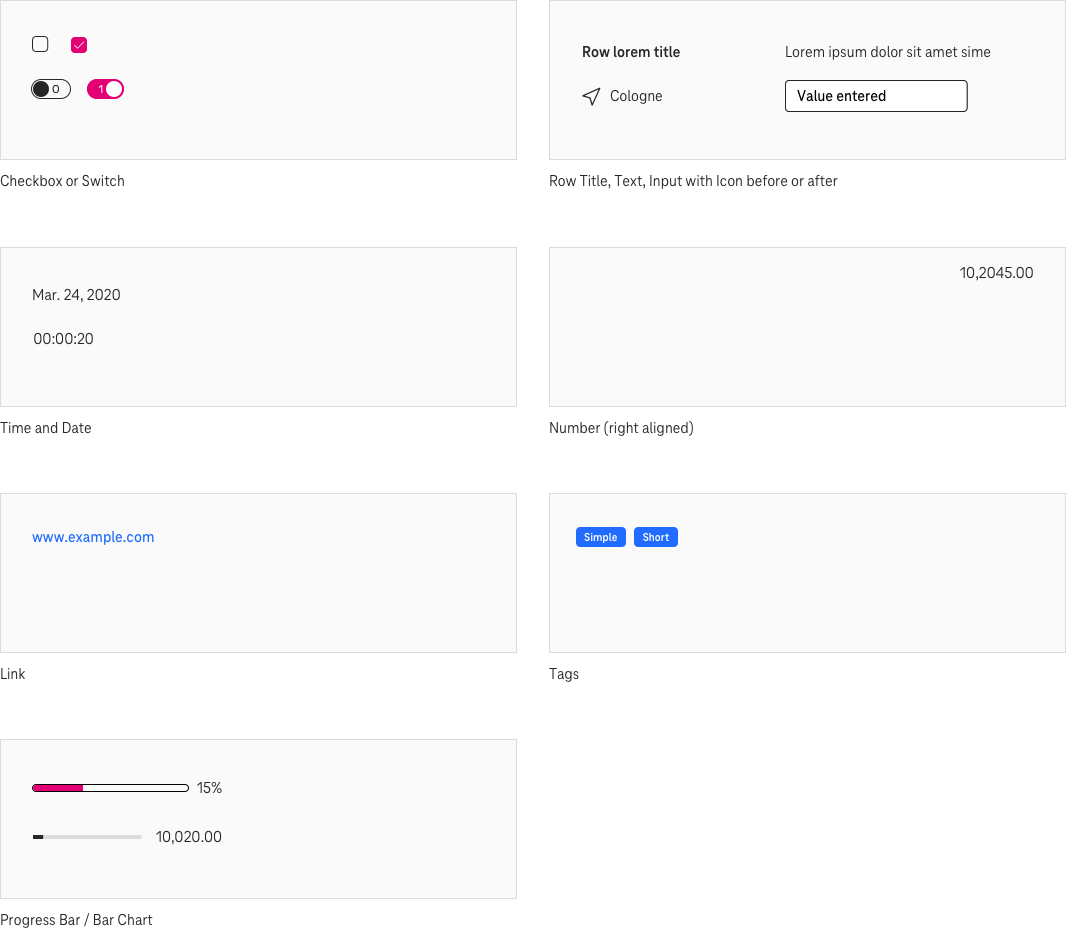 0 1
Checkbox or Switch
Row lorem title Lorem ipsum dolor sit amet sime
Cologne Value entered
Row Title, Text, Input with Icon before or after
Mar. 24, 2020
00:00:20
Time and Date
10,2045.00
Number (right aligned)
www.example.com
Link
Simple Short
Tags
15%
10,020.00
Progress Bar / Bar Chart